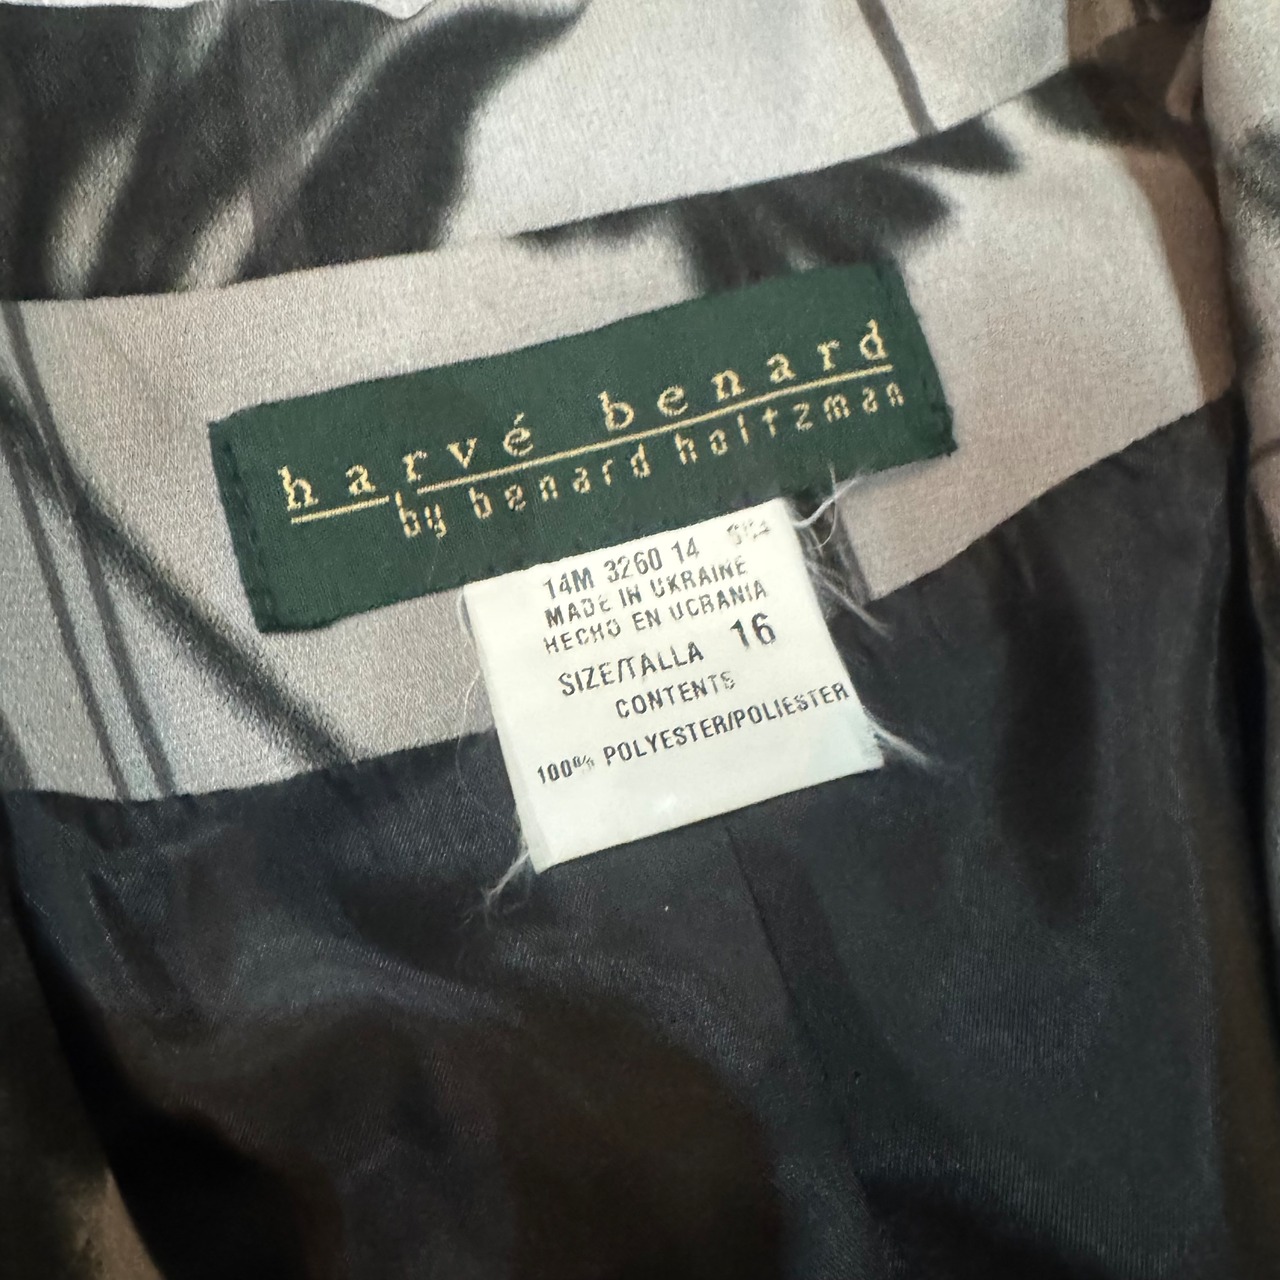 harvé benard
by benard holtzman
14M 3260 14
MADE IN UKRAINE
HECHO EN UCRANIA
SIZE/TALLA 16
CONTENTS
100% POLYESTER/POLIESTER